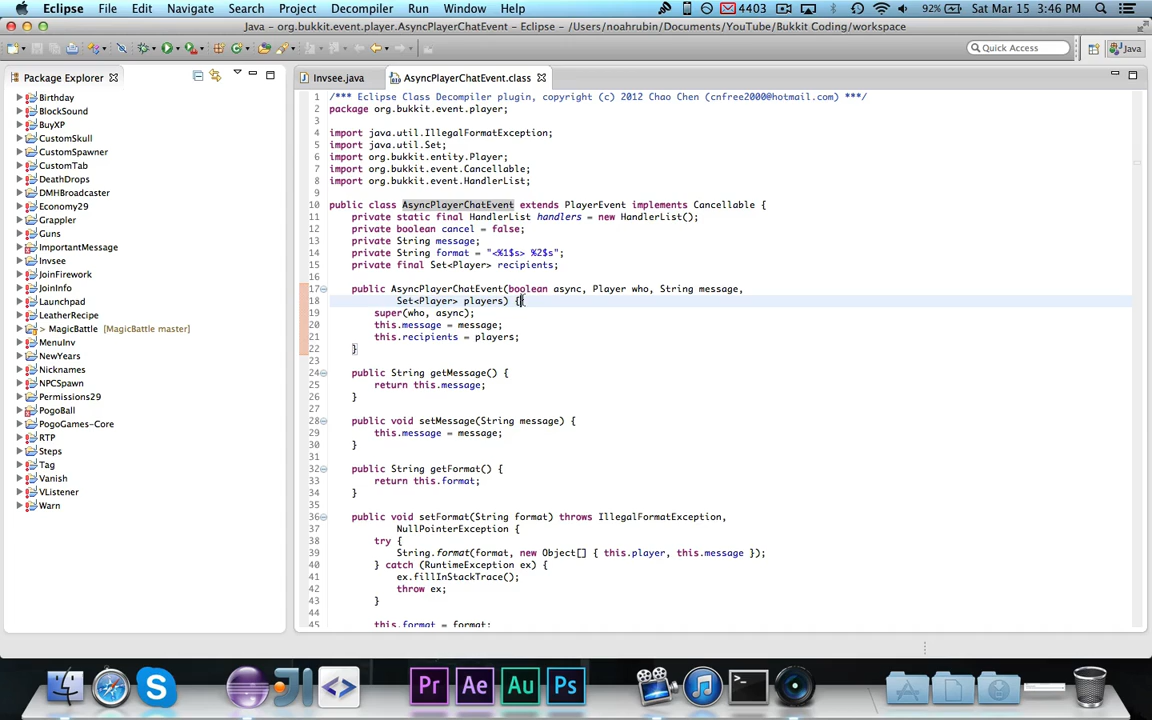 Eclipse File Edit Navigate Search Project Refactor Run Window Help 4403 92% Sat Mar 15 3:46 PM
Java - org.bukkit.event.player.AsyncPlayerChatEvent - Eclipse - /Users/noahrubin/Documents/YouTube/Bukkit Coding/workspace
Quick Access Java
Package Explorer
Birthday
BlockSound
BuyXP
CustomSkull
CustomSpawner
CustomTab
DeathDrops
DMHBroadcaster
Economy29
Grappler
Guns
ImportantMessage
Invsee
JoinFirework
JoinInfo
Launchpad
LeatherRecipe
> MagicBattle [MagicBattle master]
MenuInv
NewYears
Nicknames
NPCSpawn
Permissions29
PogoBall
PogoGames-Core
RTP
Steps
Tag
Vanish
VListener
Warn
Invsee.java AsyncPlayerChatEvent.class
1 /*** Eclipse Class Decompiler plugin, copyright (c) 2012 Chao Chen (cnfree2000@hotmail.com) ***/
2 package org.bukkit.event.player;
3
4 import java.util.IllegalFormatException;
5 import java.util.Set;
6 import org.bukkit.entity.Player;
7 import org.bukkit.event.Cancellable;
8 import org.bukkit.event.HandlerList;
9
10 public class AsyncPlayerChatEvent extends PlayerEvent implements Cancellable {
11 private static final HandlerList handlers = new HandlerList();
12 private boolean cancel = false;
13 private String message;
14 private String format = "<%1$s> %2$s";
15 private final Set<Player> recipients;
16
17 public AsyncPlayerChatEvent(boolean async, Player who, String message,
18 Set<Player> players) {
19 super(who, async);
20 this.message = message;
21 this.recipients = players;
22 }
23
24 public String getMessage() {
25 return this.message;
26 }
27
28 public void setMessage(String message) {
29 this.message = message;
30 }
31
32 public String getFormat() {
33 return this.format;
34 }
35
36 public void setFormat(String format) throws IllegalFormatException,
37 NullPointerException {
38 try {
39 String.format(format, new Object[] { this.player, this.message });
40 } catch (RuntimeException ex) {
41 ex.fillInStackTrace();
42 throw ex;
43 }
44
45 this.format = format;
Pr Ae Au Ps